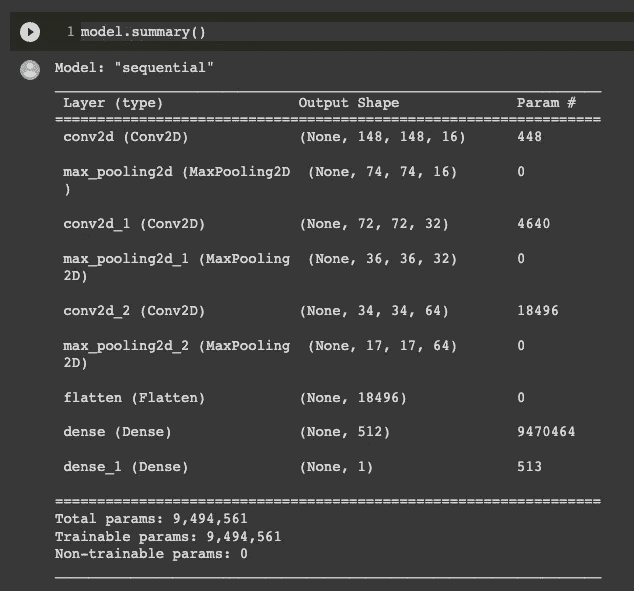 1 model.summary()
Model: "sequential"
Layer (type) Output Shape Param #
=================================================================
conv2d (Conv2D) (None, 148, 148, 16) 448
max_pooling2d (MaxPooling2D (None, 74, 74, 16) 0
)
conv2d_1 (Conv2D) (None, 72, 72, 32) 4640
max_pooling2d_1 (MaxPooling (None, 36, 36, 32) 0
2D)
conv2d_2 (Conv2D) (None, 34, 34, 64) 18496
max_pooling2d_2 (MaxPooling (None, 17, 17, 64) 0
2D)
flatten (Flatten) (None, 18496) 0
dense (Dense) (None, 512) 9470464
dense_1 (Dense) (None, 1) 513
=================================================================
Total params: 9,494,561
Trainable params: 9,494,561
Non-trainable params: 0